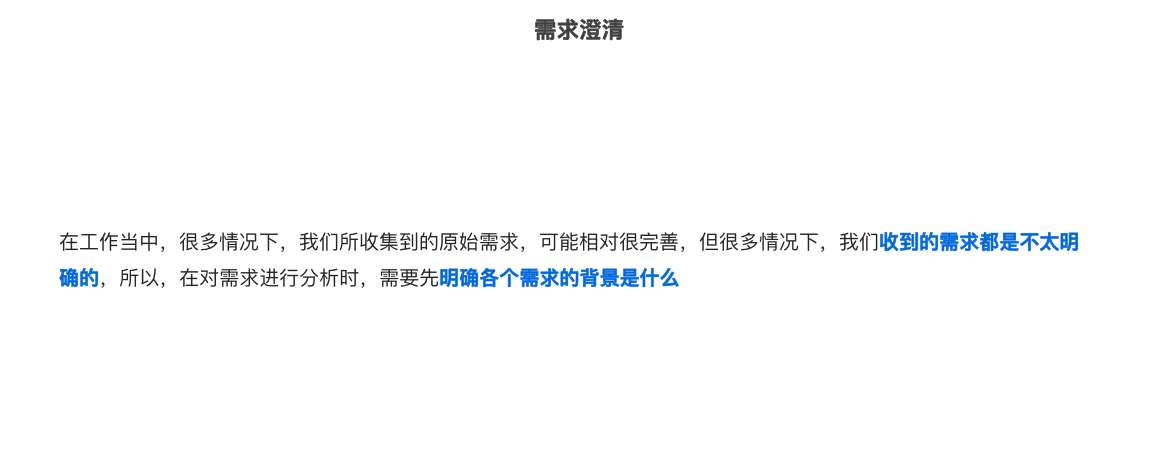 需求澄清
在工作当中，很多情况下，我们所收集到的原始需求，可能相对很完善，但很多情况下，我们收到的需求都是不太明
确的，所以，在对需求进行分析时，需要先明确各个需求的背景是什么